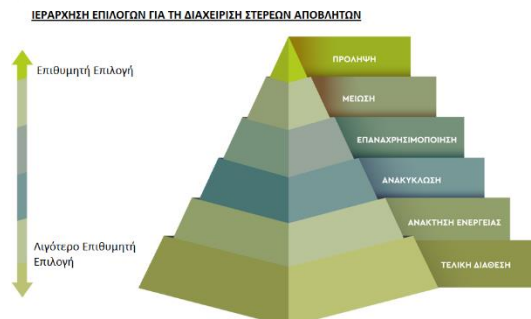 ΙΕΡΑΡΧΗΣΗ ΕΠΙΛΟΓΩΝ ΓΙΑ ΤΗ ΔΙΑΧΕΙΡΙΣΗ ΣΤΕΡΕΩΝ ΑΠΟΒΛΗΤΩΝ
Επιθυμητή Επιλογή
ΠΡΟΛΗΨΗ
ΜΕΙΩΣΗ
ΕΠΑΝΑΧΡΗΣΙΜΟΠΟΙΗΣΗ
ΑΝΑΚΥΚΛΩΣΗ
ΑΝΑΚΤΗΣΗ ΕΝΕΡΓΕΙΑΣ
ΤΕΛΙΚΗ ΔΙΑΘΕΣΗ
Λιγότερο Επιθυμητή
Επιλογή